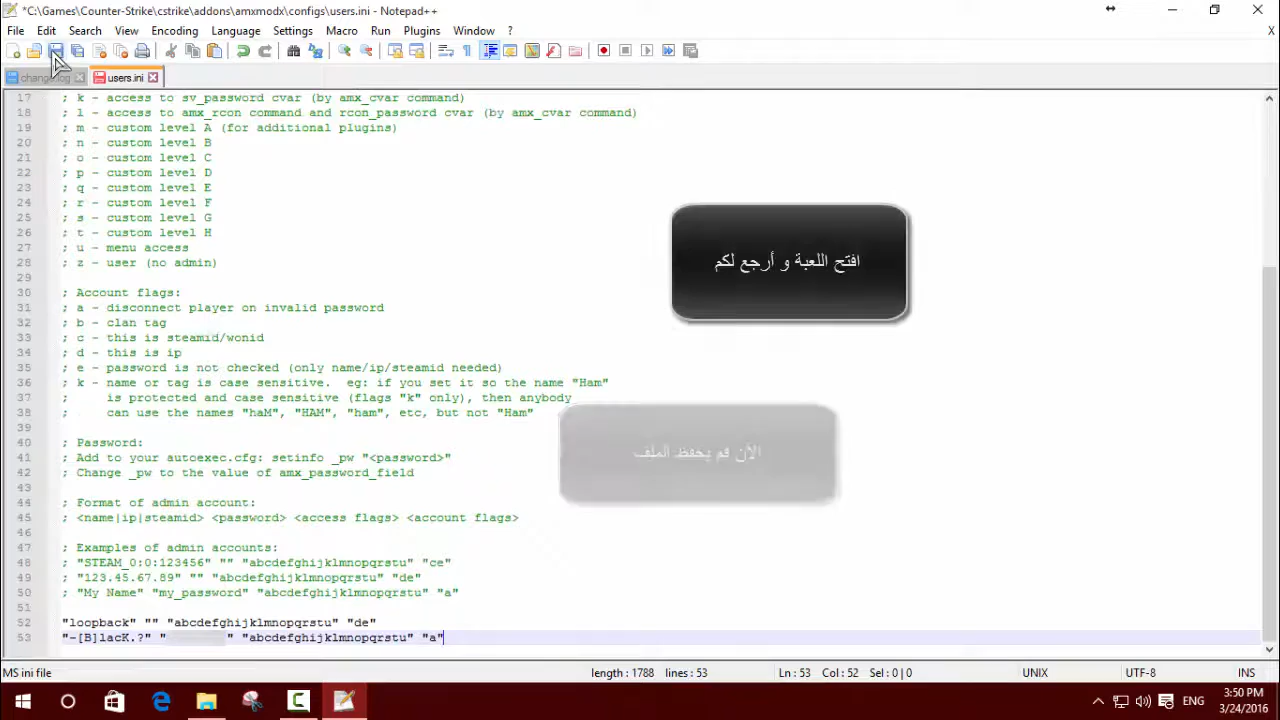 *C:\Games\Counter-Strike\cstrike\addons\amxmodx\configs\users.ini - Notepad++
File Edit Search View Encoding Language Settings Macro Run Plugins Window ? X
change.log users.ini
17 ; k - access to sv_password cvar (by amx_cvar command)
18 ; l - access to amx_rcon command and rcon_password cvar (by amx_cvar command)
19 ; m - custom level A (for additional plugins)
20 ; n - custom level B
21 ; o - custom level C
22 ; p - custom level D
23 ; q - custom level E
24 ; r - custom level F
25 ; s - custom level G
26 ; t - custom level H
27 ; u - menu access
28 ; z - user (no admin)
29
30 ; Account flags:
31 ; a - disconnect player on invalid password
32 ; b - clan tag
33 ; c - this is steamid/wonid
34 ; d - this is ip
35 ; e - password is not checked (only name/ip/steamid needed)
36 ; k - name or tag is case sensitive. eg: if you set it so the name "Ham"
37 ; is protected and case sensitive (flags "k" only), then anybody
38 ; can use the names "haM", "HAM", "ham", etc, but not "Ham"
39
40 ; Password:
41 ; Add to your autoexec.cfg: setinfo _pw "<password>"
42 ; Change _pw to the value of amx_password_field
43
44 ; Format of admin account:
45 ; <name|ip|steamid> <password> <access flags> <account flags>
46
47 ; Examples of admin accounts:
48 ; "STEAM_0:0:123456" "" "abcdefghijklmnopqrstu" "ce"
49 ; "123.45.67.89" "" "abcdefghijklmnopqrstu" "de"
50 ; "My Name" "my_password" "abcdefghijklmnopqrstu" "a"
51
52 "loopback" "" "abcdefghijklmnopqrstu" "de"
53 "-[B]lacK.?" " " "abcdefghijklmnopqrstu" "a"
افتح اللعبة و أرجع لكم
الآن قم بحفظ الملف
MS ini file length : 1788 lines : 53 Ln : 53 Col : 52 Sel : 0 | 0 UNIX UTF-8 INS
ENG
3:50 PM
3/24/2016